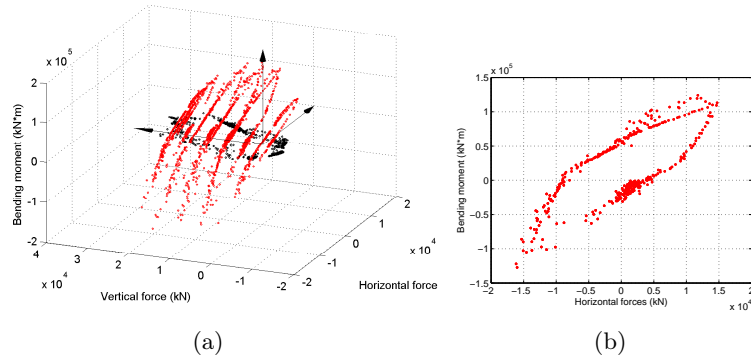 x 10^5
2
1
0
-1
-2
Bending moment (kN*m)
4
3
2
1
0
-1
-2
x 10^4
Vertical force (kN)
-2
-1
0
1
2
x 10^4
Horizontal force
(a)
x 10^5
1.5
1
0.5
0
−0.5
−1
−1.5
Bending moment (kN*m)
−2
−1.5
−1
−0.5
0
0.5
1
1.5
2
Horizontal forces (kN)
x 10^4
(b)